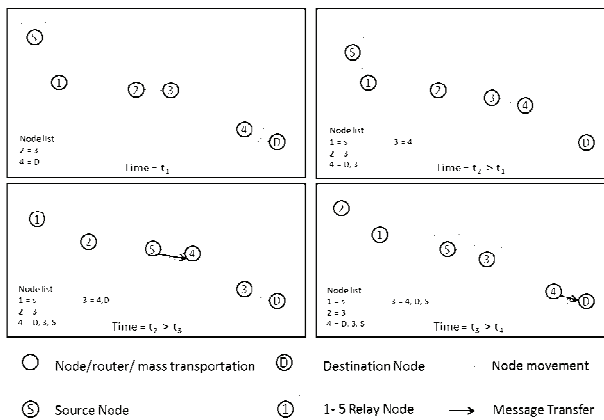 S
1
2
3
4
D
Node list
2 = 3
4 = D
Time = t1
S
1
2
3
4
D
Node list
1 = s 3 = 4
2 = 3
4 = D, 3
Time = t2 > t1
1
2
S
4
3
D
Node list
1 = s 3 = 4, D
2 = 3
4 = D, 3, S
Time = t2 > t3
2
1
S
3
4
D
Node list
1 = s 3 = 4, D, S
2 = 3
4 = D, 3, S
Time = t3 > t4
Node/router/ mass transportation D Destination Node Node movement
S Source Node 1 1- 5 Relay Node Message Transfer